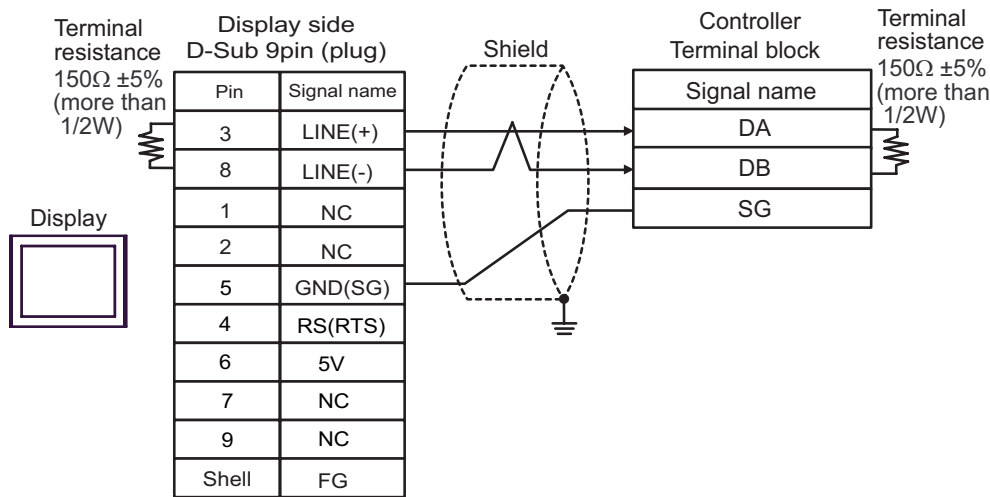 Terminal
resistance
150Ω ±5%
(more than
1/2W)
Display side
D-Sub 9pin (plug)
Pin Signal name
3 LINE(+)
8 LINE(-)
1 NC
2 NC
5 GND(SG)
4 RS(RTS)
6 5V
7 NC
9 NC
Shell FG
Display
Shield
Controller
Terminal block
Signal name
DA
DB
SG
Terminal
resistance
150Ω ±5%
(more than
1/2W)